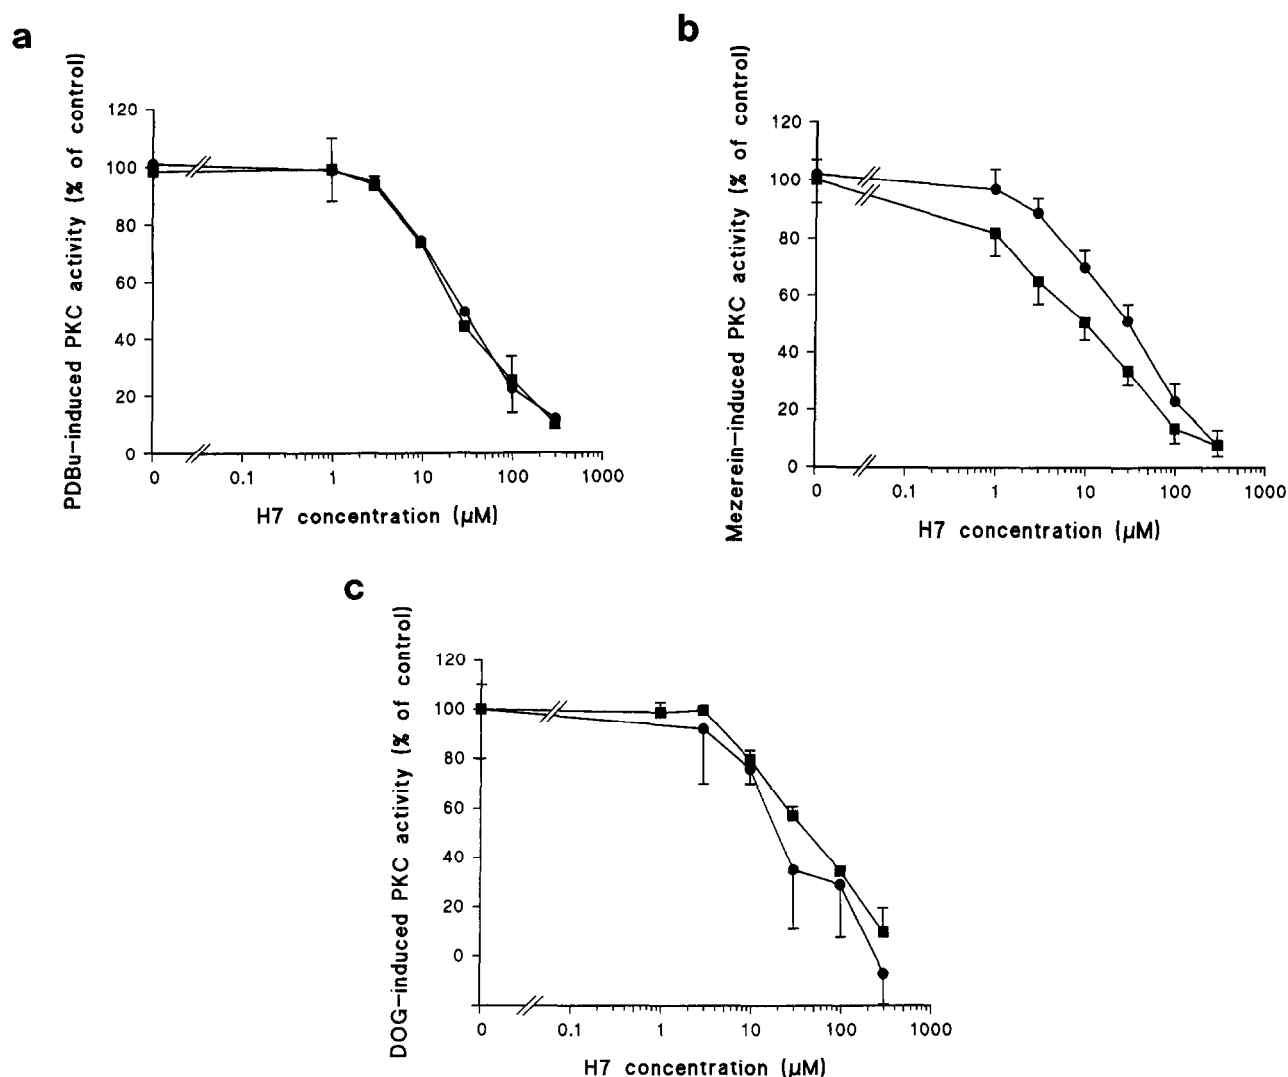 a
PDBu-induced PKC activity (% of control)
120
100
80
60
40
20
0
0 0.1 1 10 100 1000
H7 concentration (µM)
b
Mezerein-induced PKC activity (% of control)
120
100
80
60
40
20
0
0 0.1 1 10 100 1000
H7 concentration (µM)
c
DOG-induced PKC activity (% of control)
120
100
80
60
40
20
0
0 0.1 1 10 100 1000
H7 concentration (µM)